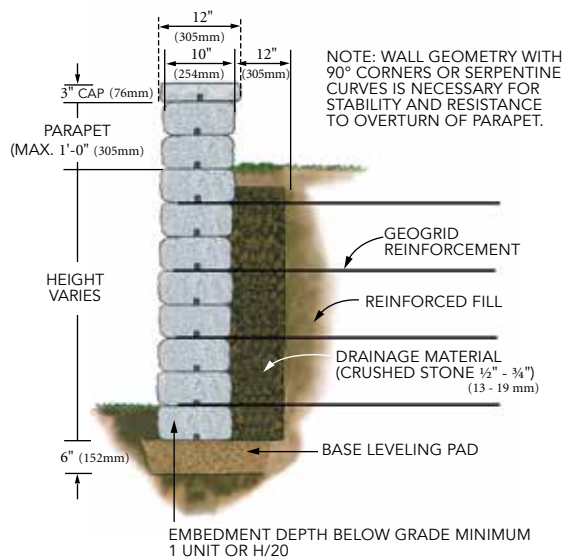 12"
(305mm)
10"
(254mm)
12"
(305mm)
NOTE: WALL GEOMETRY WITH
90° CORNERS OR SERPENTINE
CURVES IS NECESSARY FOR
STABILITY AND RESISTANCE
TO OVERTURN OF PARAPET.
3" CAP (76mm)
PARAPET
(MAX. 1'-0" (305mm)
GEOGRID
REINFORCEMENT
HEIGHT
VARIES
REINFORCED FILL
DRAINAGE MATERIAL
(CRUSHED STONE ½" - ¾")
(13 - 19 mm)
BASE LEVELING PAD
6" (152mm)
EMBEDMENT DEPTH BELOW GRADE MINIMUM
1 UNIT OR H/20